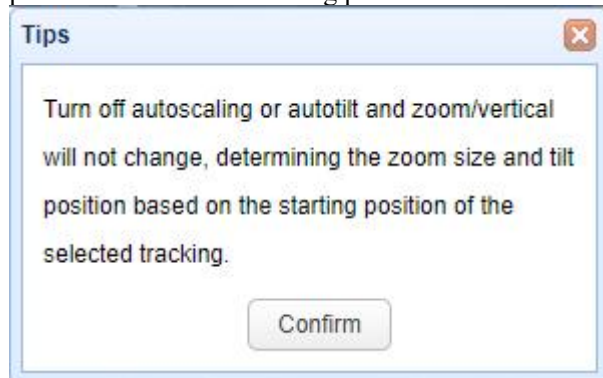 Tips
Turn off autoscaling or autotilt and zoom/vertical
will not change, determining the zoom size and tilt
position based on the starting position of the
selected tracking.
Confirm